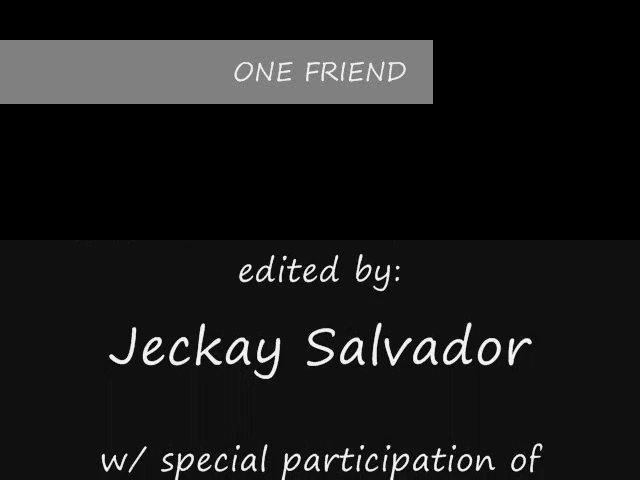 ONE FRIEND
edited by:
Jeckay Salvador
w/ special participation of